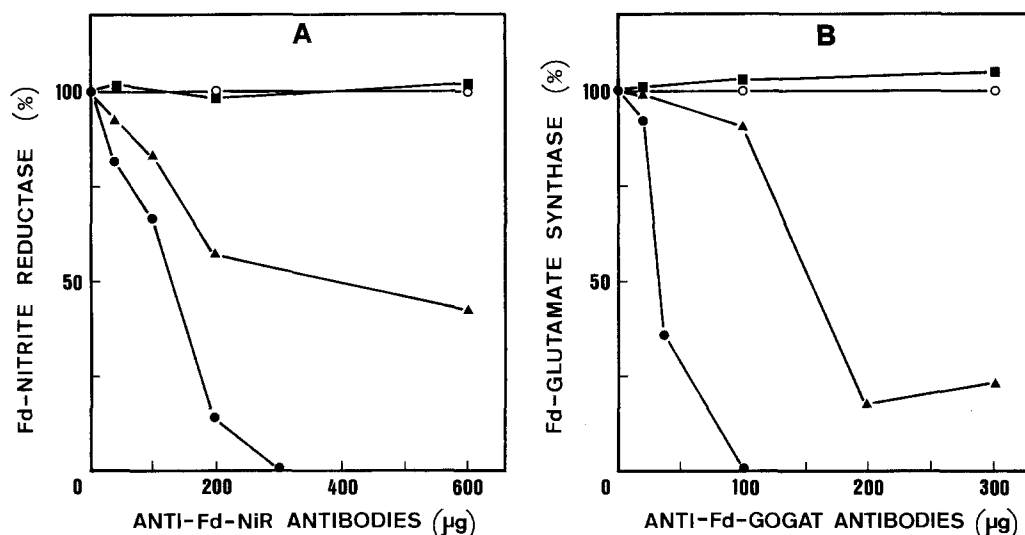 A
Fd-NITRITE REDUCTASE (%)
100
50
0
200
400
600
ANTI-Fd-NiR ANTIBODIES (µg)
B
Fd-GLUTAMATE SYNTHASE (%)
100
50
0
100
200
300
ANTI-Fd-GOGAT ANTIBODIES (µg)